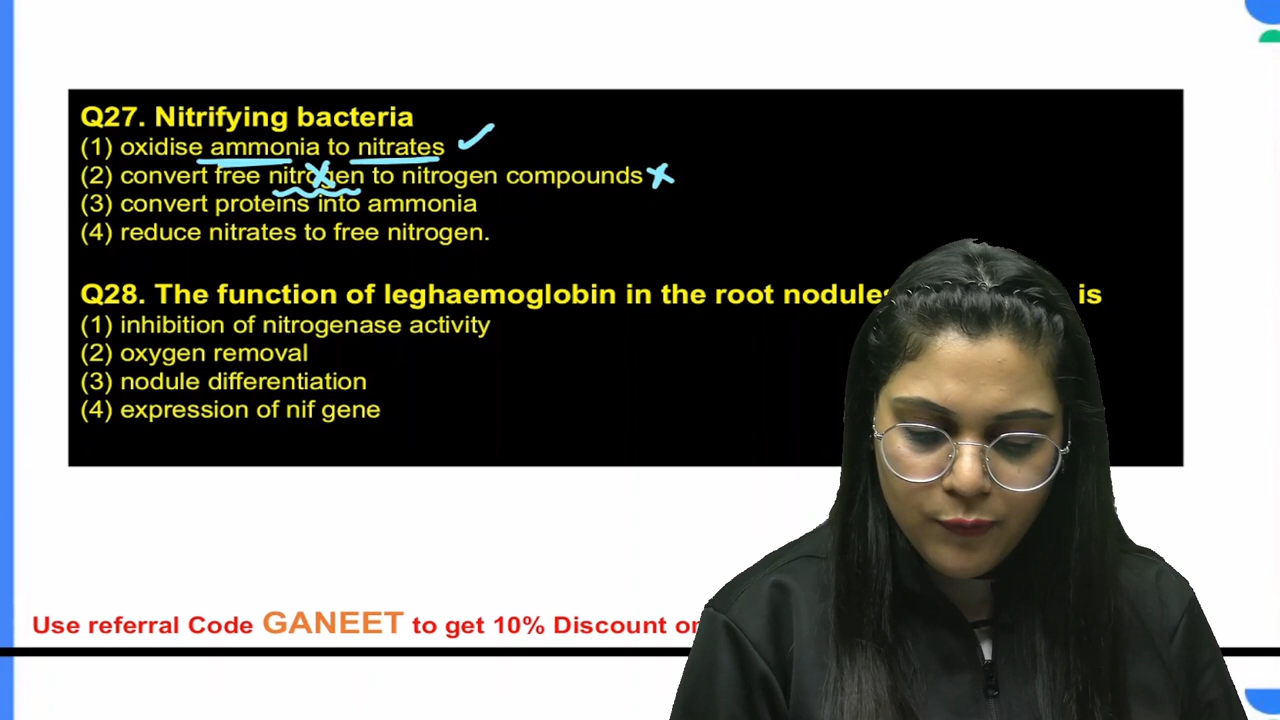 Q27. Nitrifying bacteria
(1) oxidise ammonia to nitrates
(2) convert free nitrogen to nitrogen compounds
(3) convert proteins into ammonia
(4) reduce nitrates to free nitrogen.
Q28. The function of leghaemoglobin in the root nodules is
(1) inhibition of nitrogenase activity
(2) oxygen removal
(3) nodule differentiation
(4) expression of nif gene
Use referral Code GANEET to get 10% Discount on